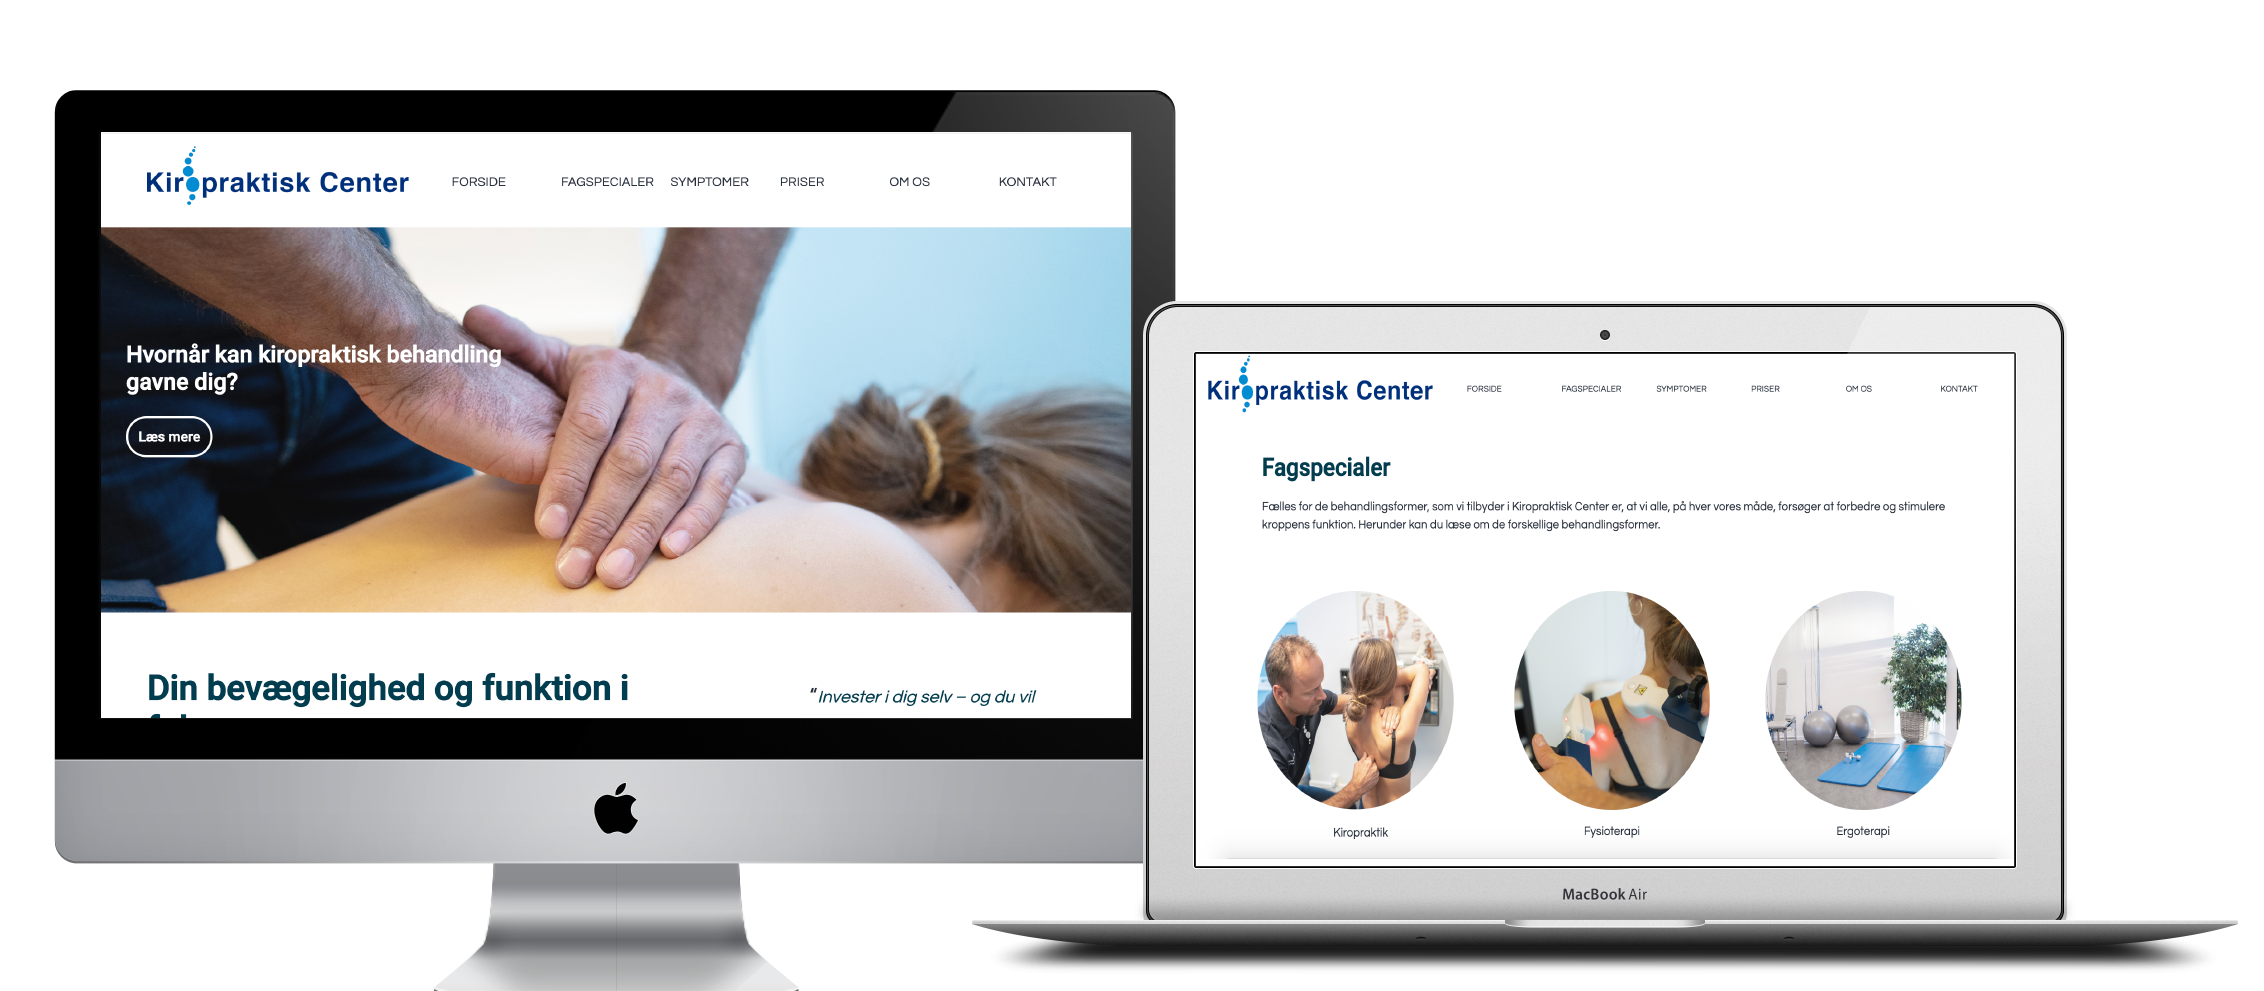 Kiropraktisk Center
FORSIDE FAGSPECIALER SYMPTOMER PRISER OM OS KONTAKT
Hvornår kan kiropraktisk behandling
gavne dig?
Læs mere
Din bevægelighed og funktion i
“Invester i dig selv – og du vil
Kiropraktisk Center
FORSIDE FAGSPECIALER SYMPTOMER PRISER OM OS KONTAKT
Fagspecialer
Fælles for de behandlingsformer, som vi tilbyder i Kiropraktisk Center er, at vi alle, på hver vores måde, forsøger at forbedre og stimulere
kroppens funktion. Herunder kan du læse om de forskellige behandlingsformer.
Kiropraktik
Fysioterapi
Ergoterapi
MacBook Air